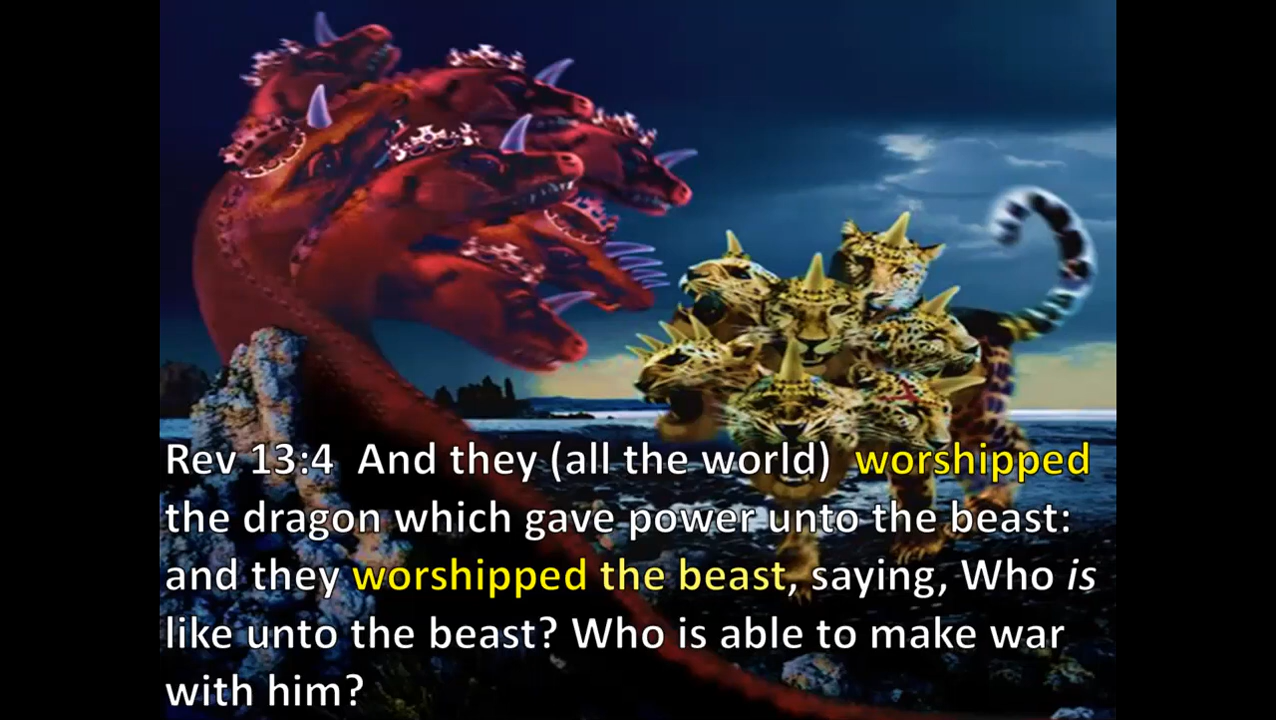 Rev 13:4  And they (all the world)  worshipped
the dragon which gave power unto the beast:
and they worshipped the beast, saying, Who is
like unto the beast? Who is able to make war
with him?